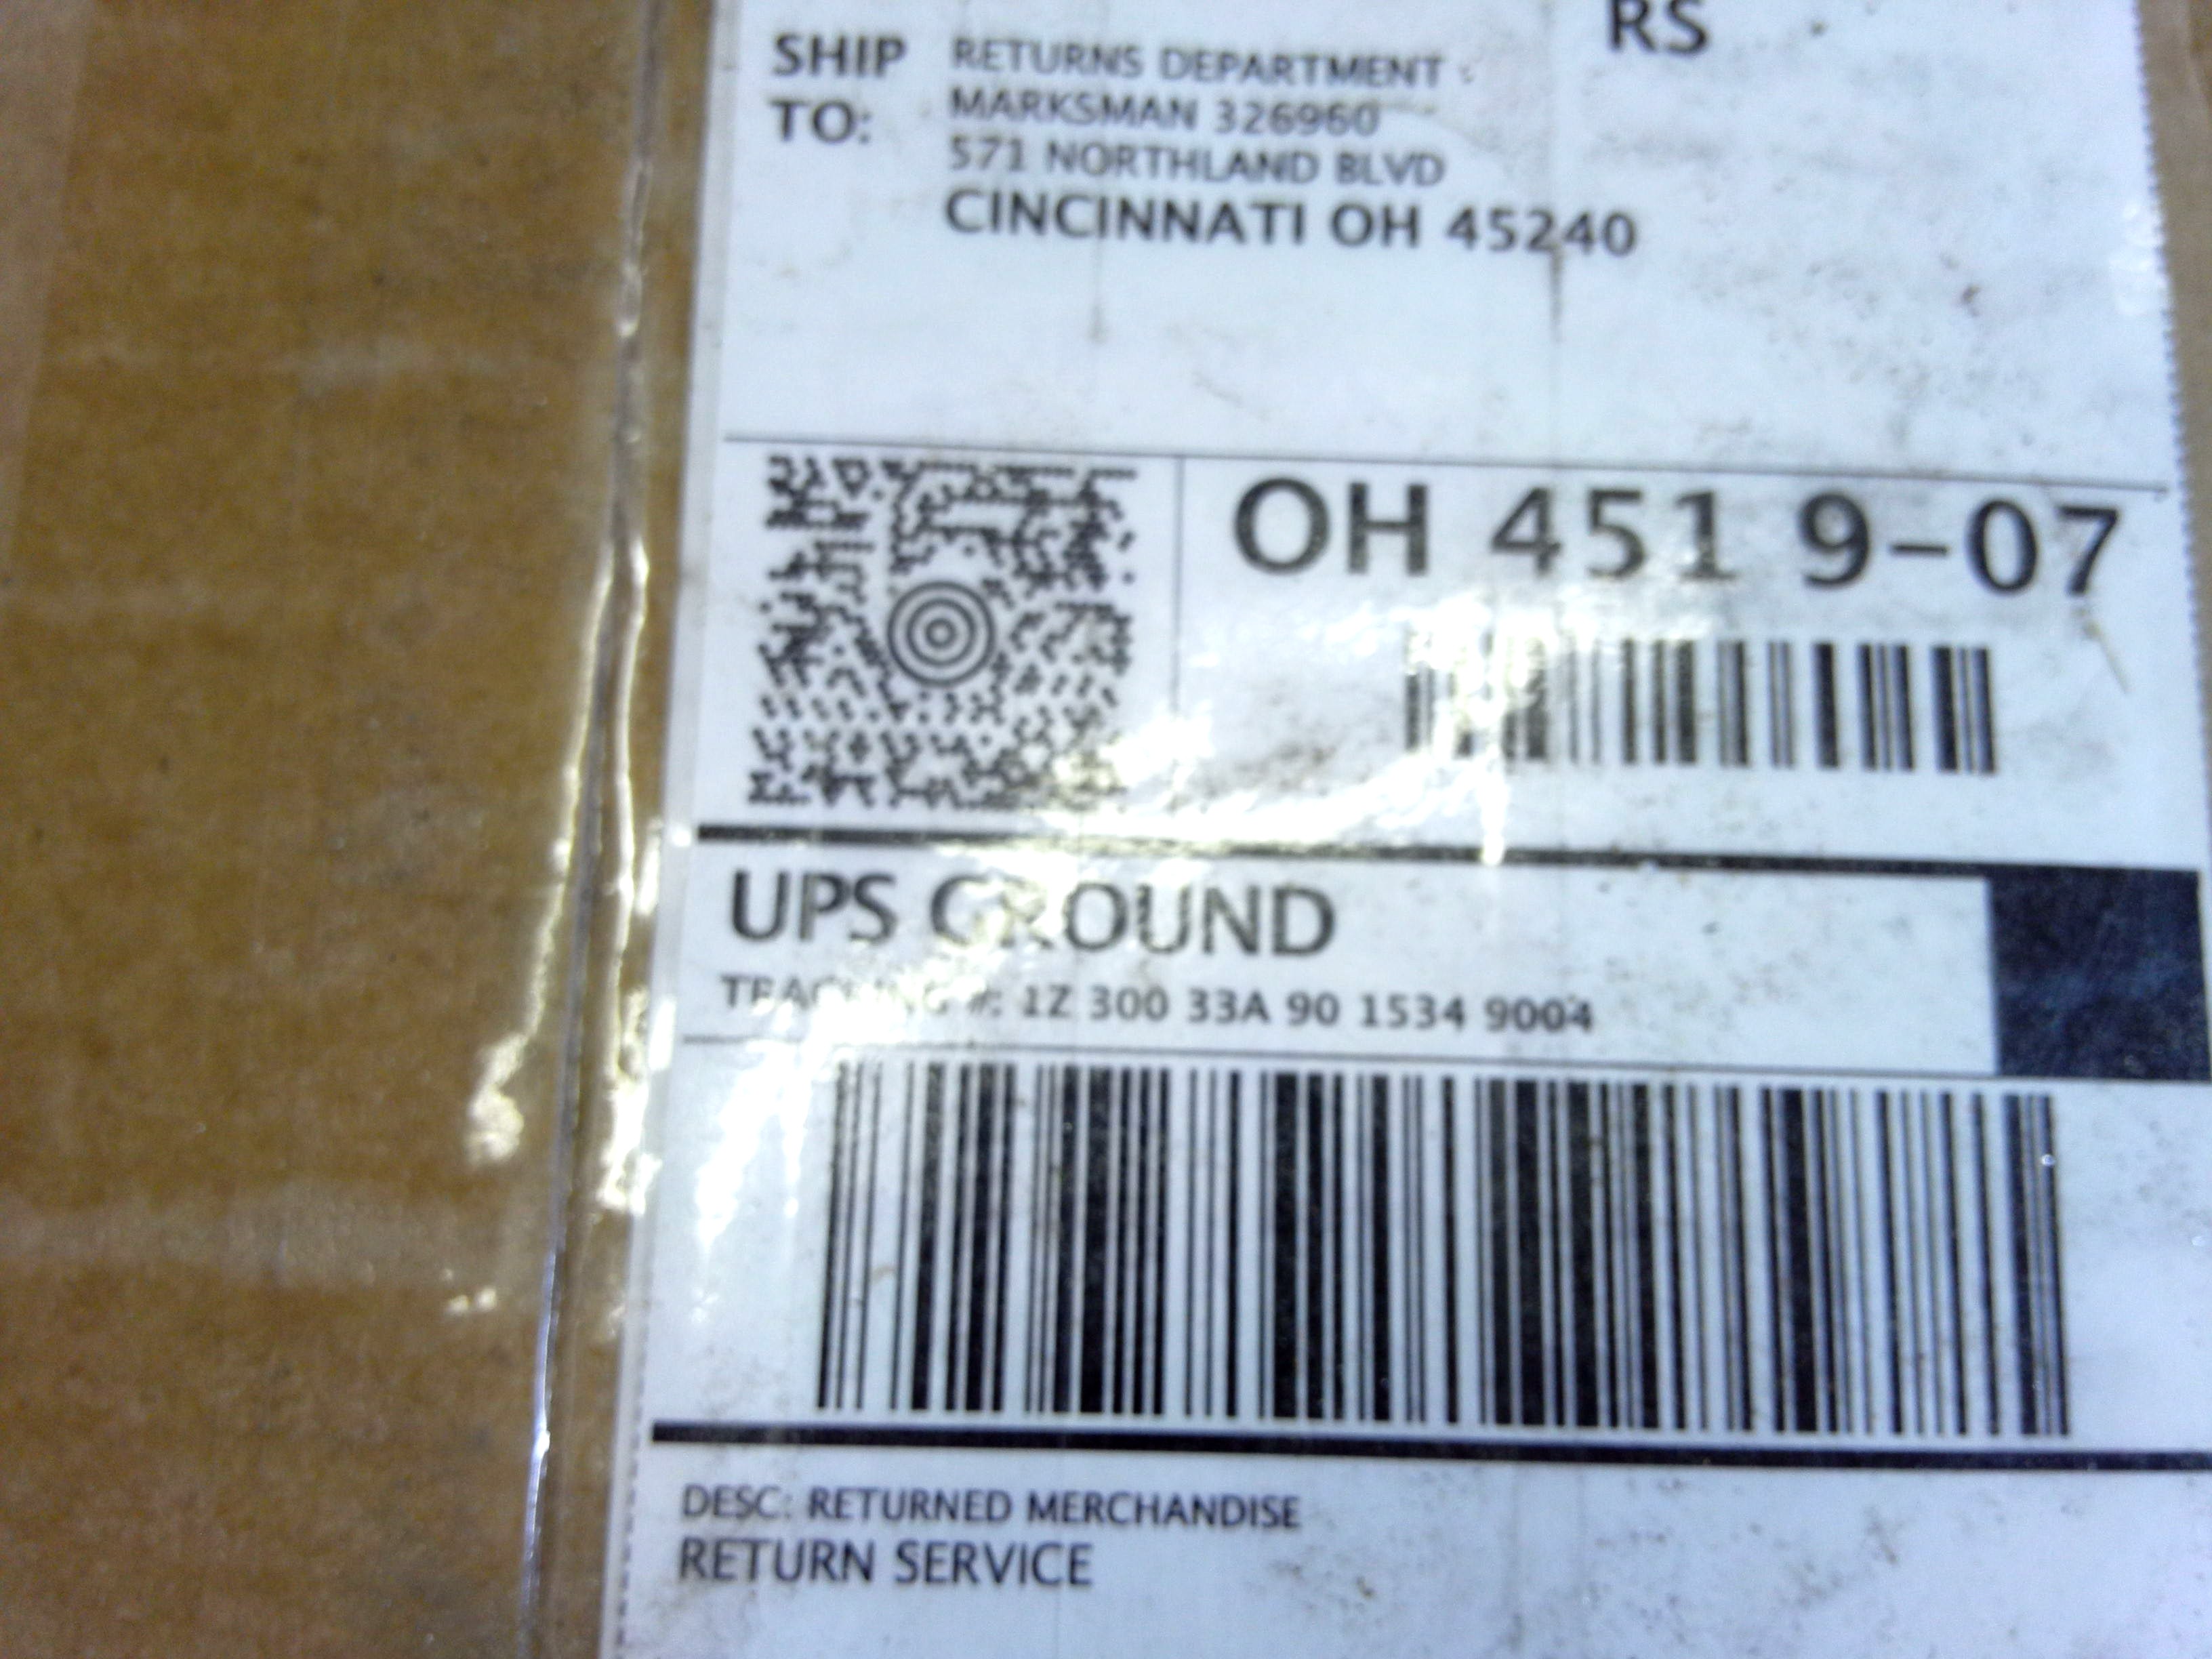 RS
SHIP TO: RETURNS DEPARTMENT
MARKSMAN 326960
571 NORTHLAND BLVD
CINCINNATI OH 45240
OH 451 9-07
UPS GROUND
TRACKING #: 1Z 300 33A 90 1534 9004
DESC: RETURNED MERCHANDISE
RETURN SERVICE